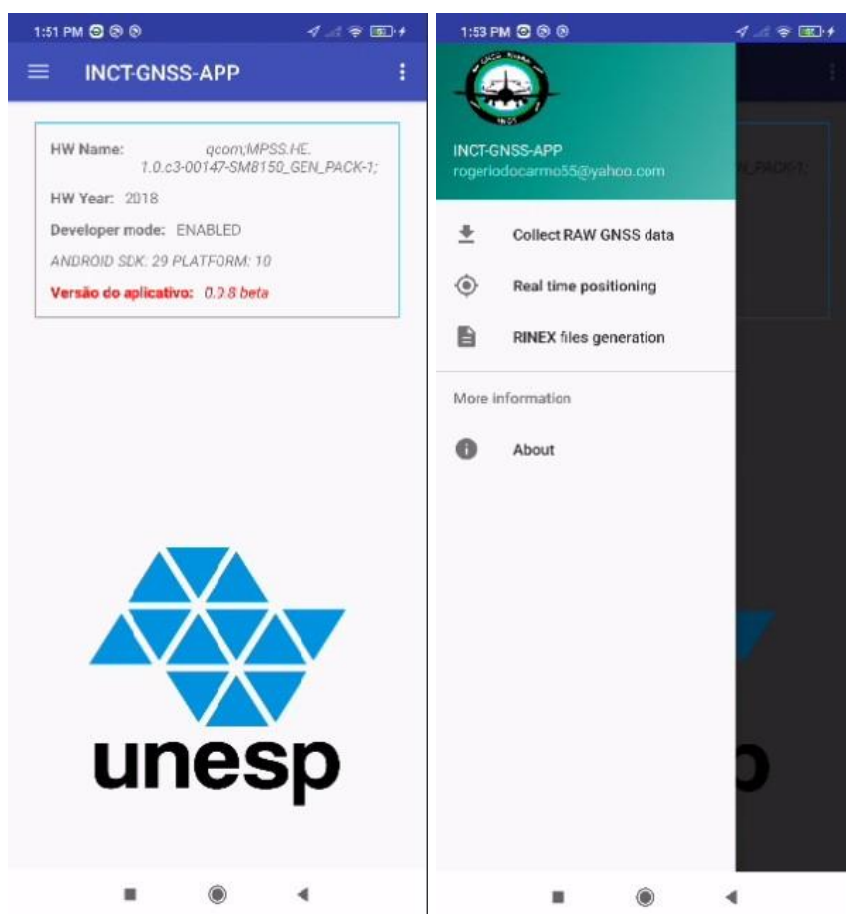 1:51 PM
INCT-GNSS-APP
HW Name: qcom;MPSS.HE.
1.0.c3-00147-SM8150_GEN_PACK-1;
HW Year: 2018
Developer mode: ENABLED
ANDROID SDK: 29 PLATFORM: 10
Versão do aplicativo: 0.9.8 beta
unesp
1:53 PM
INCT-GNSS-APP
rogeriodocarmo55@yahoo.com
Collect RAW GNSS data
Real time positioning
RINEX files generation
More information
About